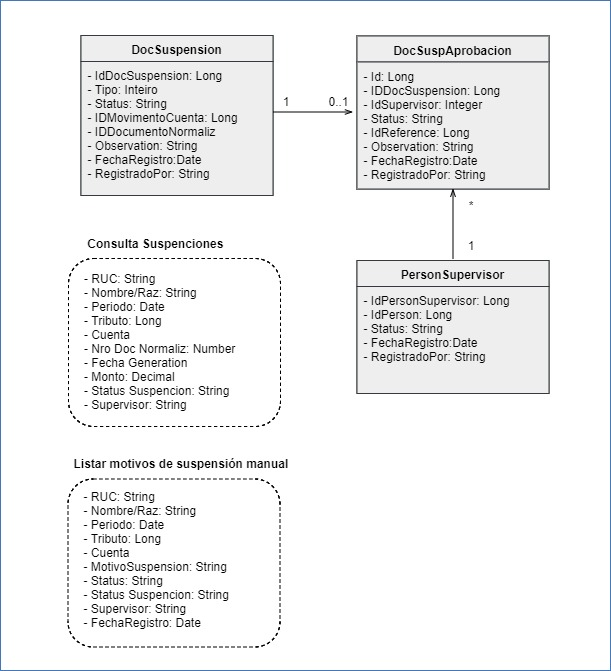 DocSuspension
- IdDocSuspension: Long
- Tipo: Inteiro
- Status: String
- IDMovimentoCuenta: Long
- IDDocumentoNormaliz
- Observation: String
- FechaRegistro:Date
- RegistradoPor: String
1
0..1
DocSuspAprobacion
- Id: Long
- IDDocSuspension: Long
- IdSupervisor: Integer
- Status: String
- IdReference: Long
- Observation: String
- FechaRegistro:Date
- RegistradoPor: String
*
1
PersonSupervisor
- IdPersonSupervisor: Long
- IdPerson: Long
- Status: String
- FechaRegistro:Date
- RegistradoPor: String
Consulta Suspenciones
- RUC: String
- Nombre/Raz: String
- Periodo: Date
- Tributo: Long
- Cuenta
- Nro Doc Normaliz: Number
- Fecha Generation
- Monto: Decimal
- Status Suspencion: String
- Supervisor: String
Listar motivos de suspensión manual
- RUC: String
- Nombre/Raz: String
- Periodo: Date
- Tributo: Long
- Cuenta
- MotivoSuspension: String
- Status: String
- Status Suspencion: String
- Supervisor: String
- FechaRegistro: Date